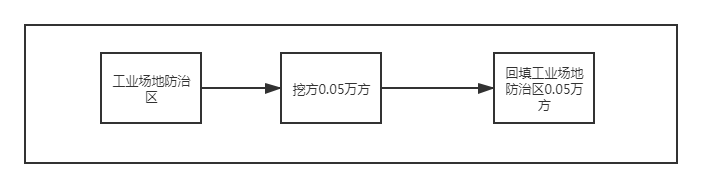 工业场地防治
区
挖方0.05万方
回填工业场地
防治区0.05万
方